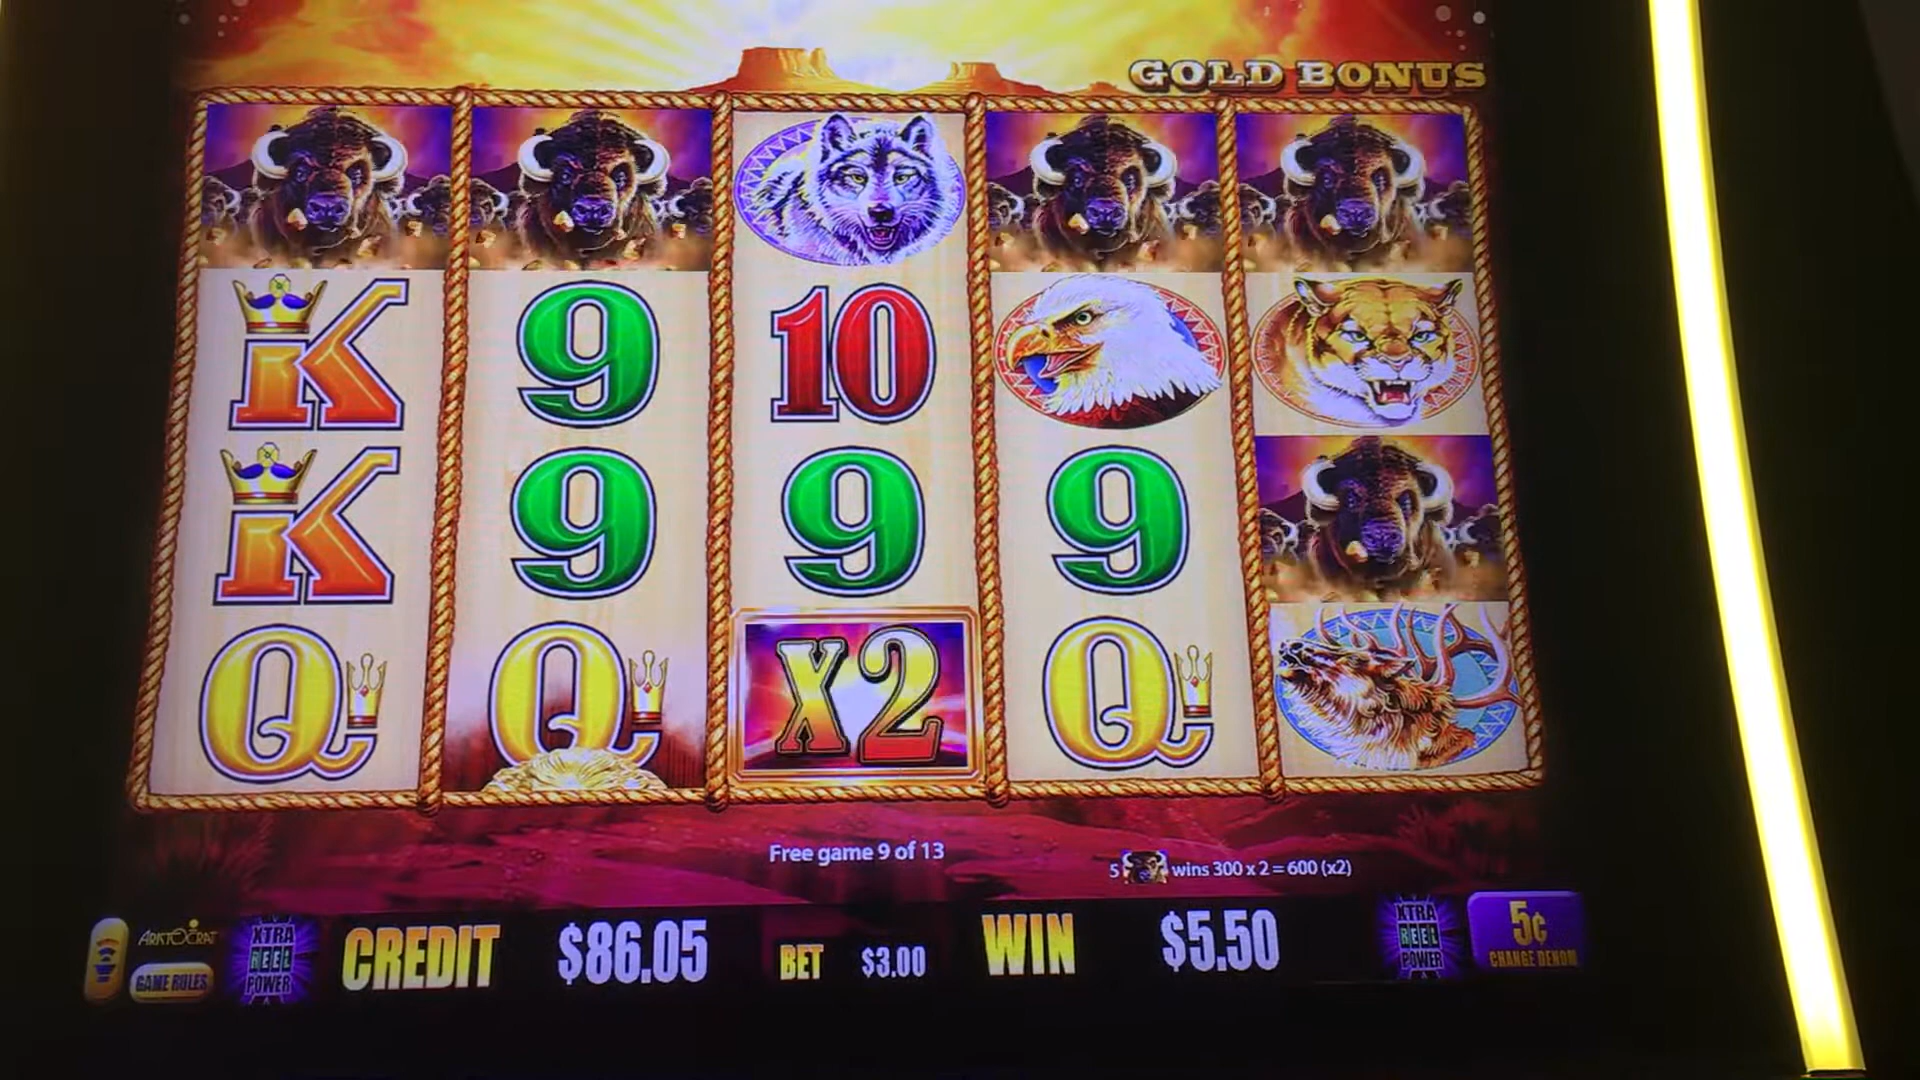 GOLD BONUS
K 9 10
K 9 9 9
Q Q X2 Q
Free game 9 of 13
5 wins 300 x 2 = 600 (x2)
ARISTOCRAT
GAME RULES
XTRA
REEL
POWER
CREDIT $86.05
BET $3.00
WIN $5.50
XTRA
REEL
POWER
5¢
CHANGE DENOM